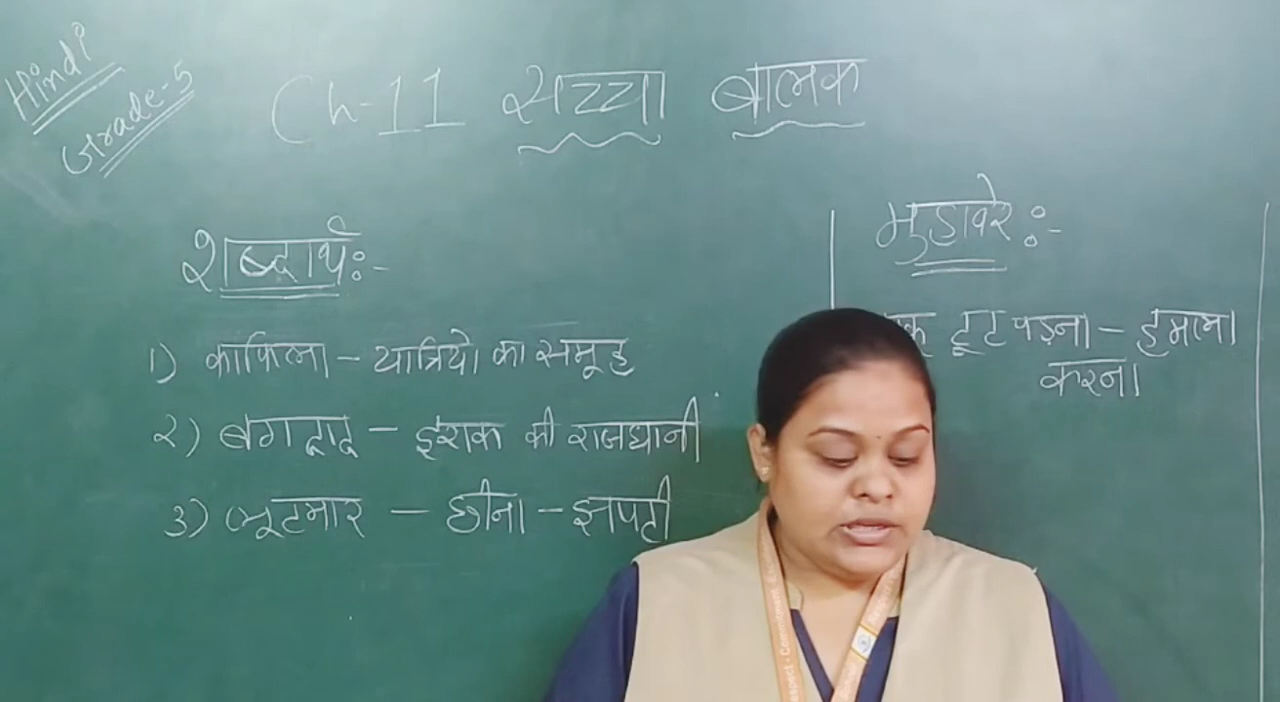 Hindi
Grade-5
Ch-11 सच्चा बालक
शब्दार्थ:-
1) काफिला - यात्रियो का समूह
2) बगदाद - इराक की राजधानी
3) लूटमार - छीना - झपटी
मुहावरे :-
टूट पड़ना - हमला
करना